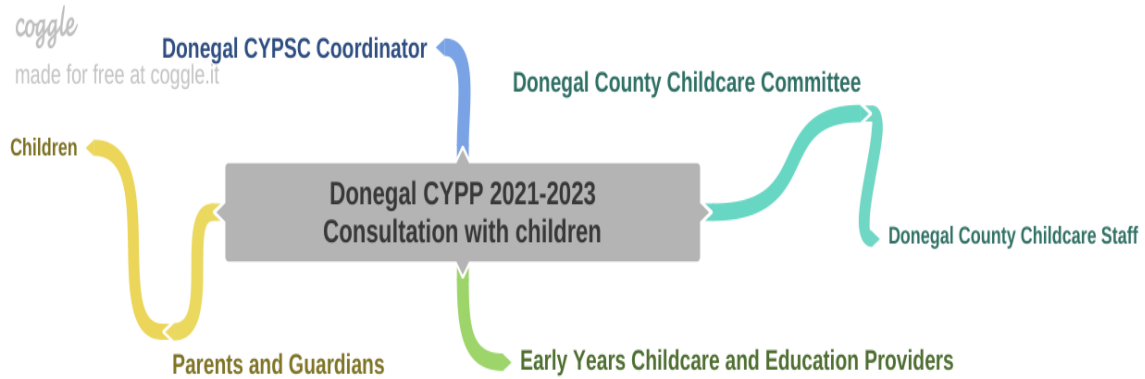 coggle
made for free at coggle.it
Donegal CYPSC Coordinator
Donegal County Childcare Committee
Children
Donegal CYPP 2021-2023
Consultation with children
Donegal County Childcare Staff
Parents and Guardians
Early Years Childcare and Education Providers